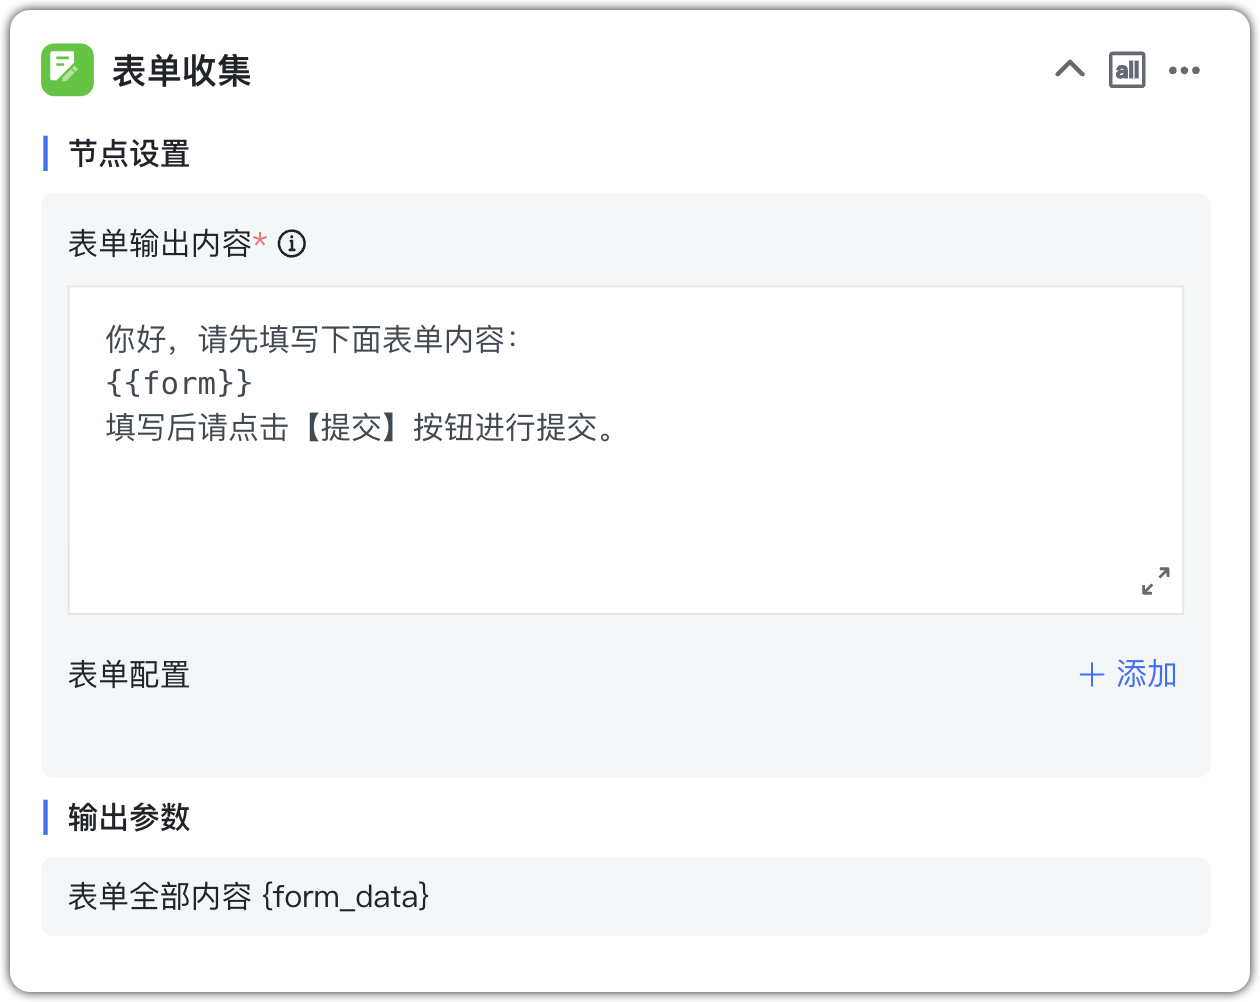 表单收集
all
节点设置
表单输出内容*
你好，请先填写下面表单内容：
{{form}}
填写后请点击【提交】按钮进行提交。
表单配置
添加
输出参数
表单全部内容 {form_data}